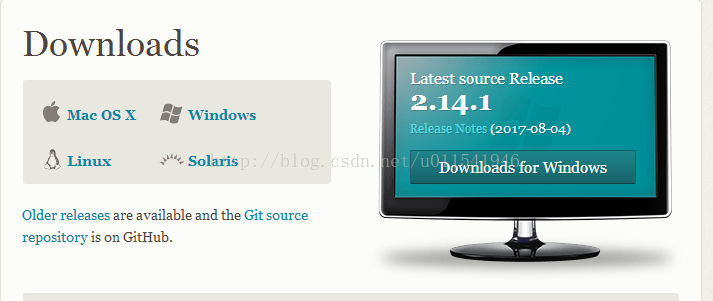 Downloads
Mac OS X
Windows
Linux
Solaris
Older releases are available and the Git source
repository is on GitHub.
Latest source Release
2.14.1
Release Notes (2017-08-04)
Downloads for Windows
http://blog.csdn.net/u011541946